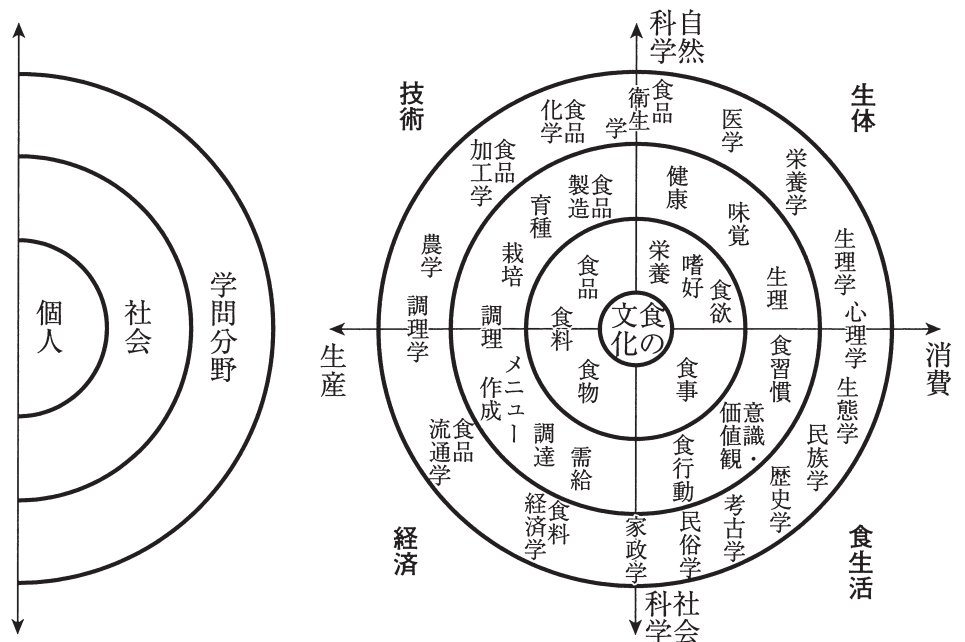 個人
社会
学問分野
自然
科学
社会
科学
生産
消費
技術
生体
経済
食生活
食の
文化
栄養
嗜好
食欲
食品
食料
食物
食事
健康
味覚
生理
食品
製造
育種
栽培
調理
メニュー
作成
調達
需給
食習慣
意識・
価値観
食行動
食品
衛生
学
医学
栄養学
生理学
心理学
生態学
民族学
歴史学
考古学
民俗学
家政学
食料
経済学
食品
流通学
調理学
農学
食品
加工学
食品
化学